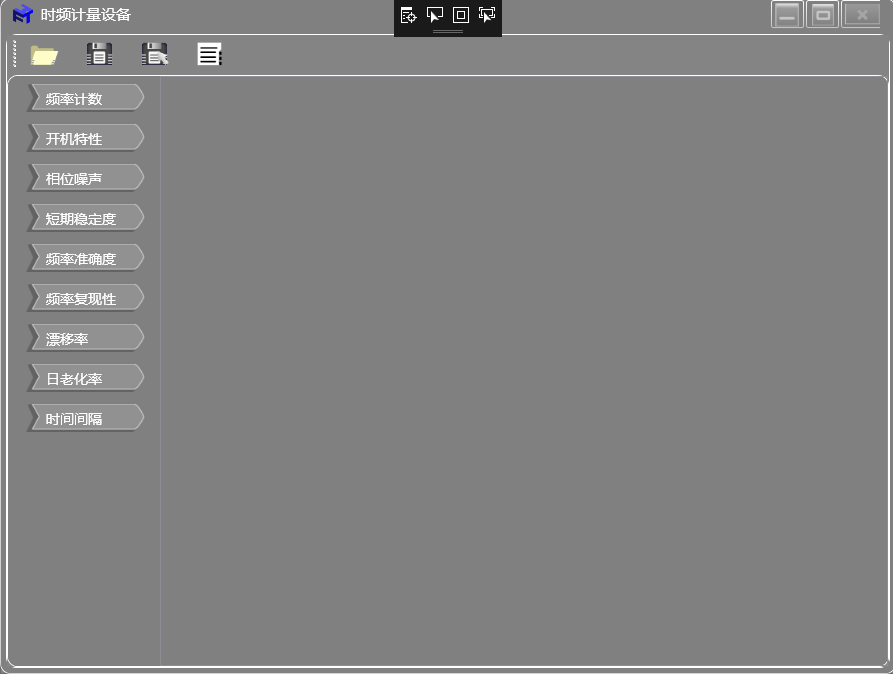 时频计量设备
频率计数
开机特性
相位噪声
短期稳定度
频率准确度
频率复现性
漂移率
日老化率
时间间隔